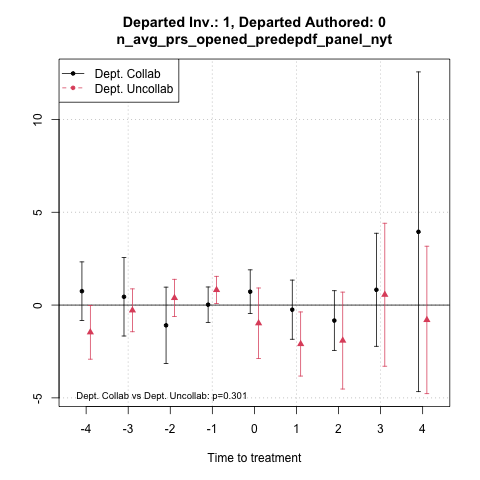 Departed Inv.: 1, Departed Authored: 0
n_avg_prs_opened_predepdf_panel_nyt
Dept. Collab
Dept. Uncollab
10
5
0
-5
Dept. Collab vs Dept. Uncollab: p=0.301
-4 -3 -2 -1 0 1 2 3 4
Time to treatment